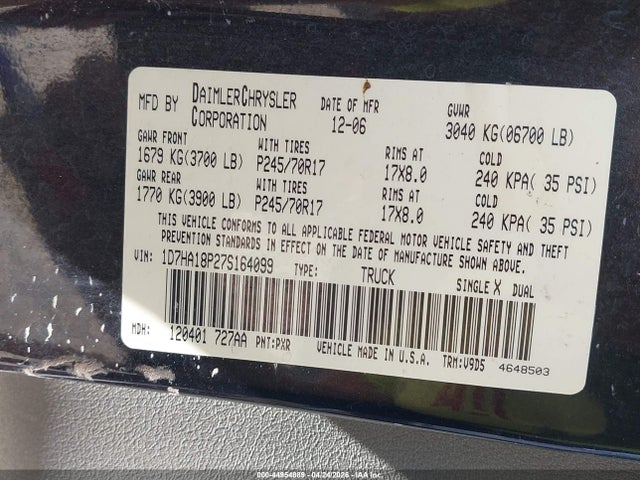 MFD BY DAIMLERCHRYSLER CORPORATION DATE OF MFR 12-06 GVWR 3040 KG(06700 LB)
GAWR FRONT WITH TIRES RIMS AT COLD
1679 KG(3700 LB) P245/70R17 17X8.0 240 KPA( 35 PSI)
GAWR REAR WITH TIRES RIMS AT COLD
1770 KG(3900 LB) P245/70R17 17X8.0 240 KPA( 35 PSI)
THIS VEHICLE CONFORMS TO ALL APPLICABLE FEDERAL MOTOR VEHICLE SAFETY AND THEFT
PREVENTION STANDARDS IN EFFECT ON THE DATE OF MANUFACTURE SHOWN ABOVE.
VIN: 1D7HA18P27S164099 TYPE: TRUCK SINGLE X DUAL
MDH: 120401 727AA PNT:PXR VEHICLE MADE IN U.S.A. TRM:V9D5 4648503
000-44954889 - 04/24/2026 - IAA Inc.